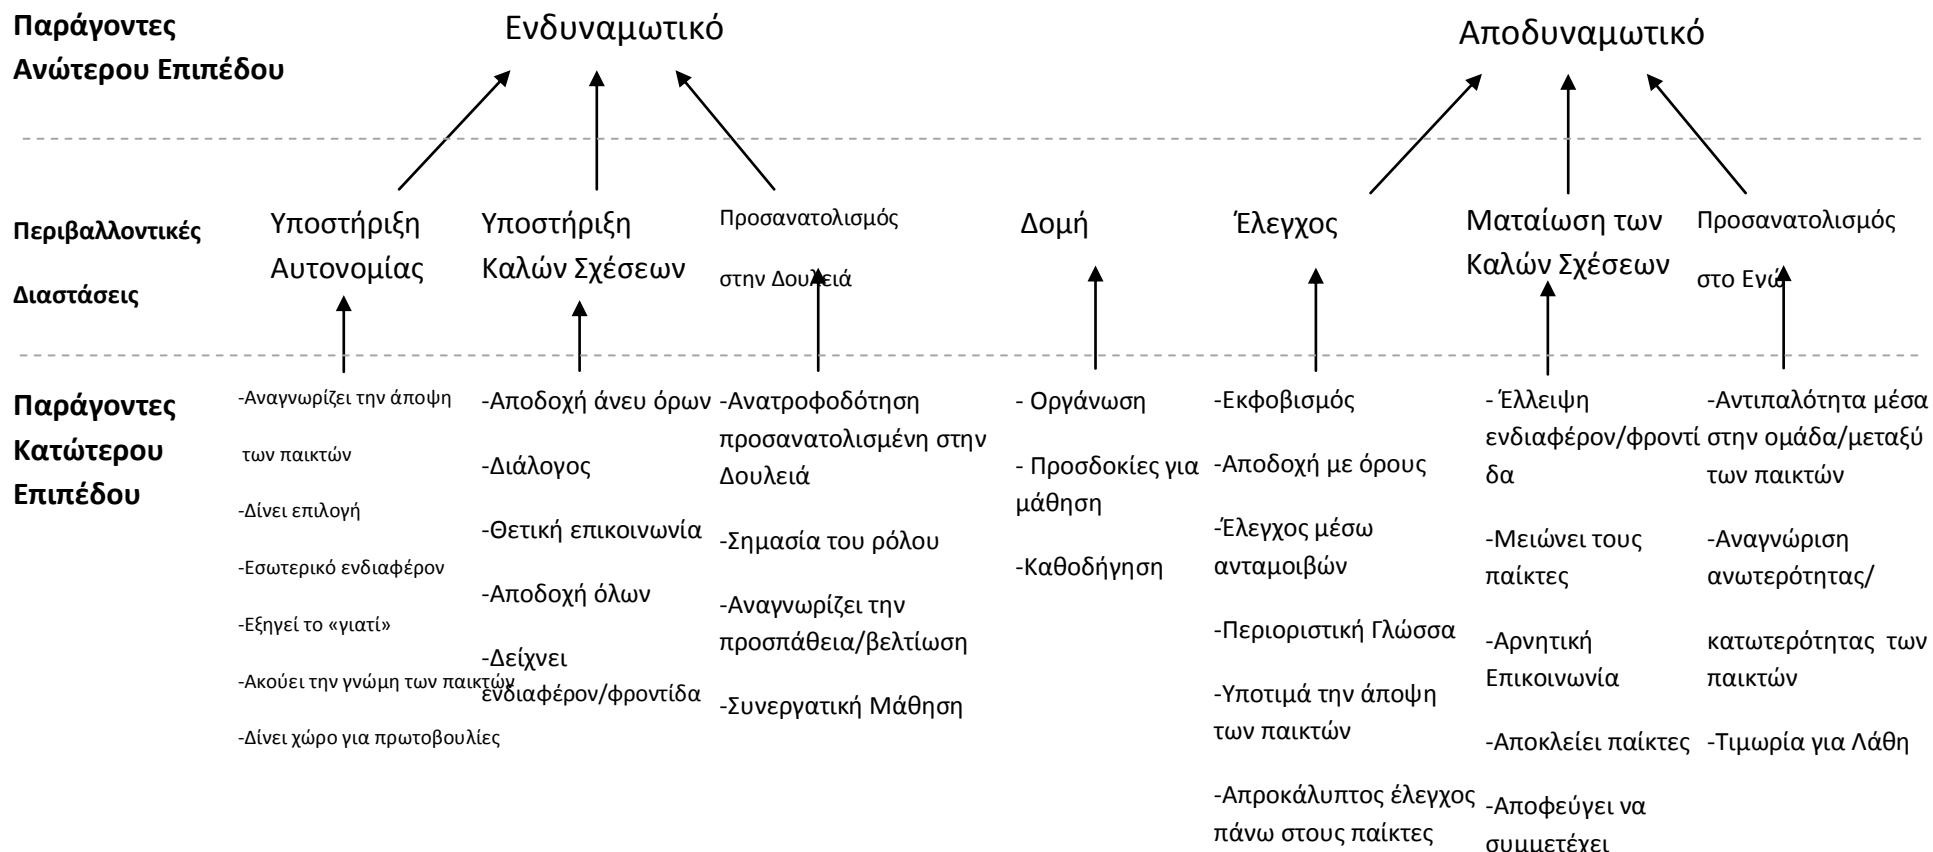 Παράγοντες
Ανώτερου Επιπέδου
Ενδυναμωτικό
Αποδυναμωτικό
Περιβαλλοντικές
Διαστάσεις
Υποστήριξη
Αυτονομίας
Υποστήριξη
Καλών Σχέσεων
Προσανατολισμός
στην Δουλειά
Δομή
Έλεγχος
Ματαίωση των
Καλών Σχέσεων
Προσανατολισμός
στο Ενώ
Παράγοντες
Κατώτερου
Επιπέδου
-Αναγνωρίζει την άποψη
των παικτών
-Δίνει επιλογή
-Εσωτερικό ενδιαφέρον
-Εξηγεί το «γιατί»
-Ακούει την γνώμη των παικτών
-Δίνει χώρο για πρωτοβουλίες
-Αποδοχή άνευ όρων
-Διάλογος
-Θετική επικοινωνία
-Αποδοχή όλων
-Δείχνει
ενδιαφέρον/φροντίδα
-Ανατροφοδότηση
προσανατολισμένη στην
Δουλειά
-Σημασία του ρόλου
-Αναγνωρίζει την
προσπάθεια/βελτίωση
-Συνεργατική Μάθηση
- Οργάνωση
- Προσδοκίες για
μάθηση
-Καθοδήγηση
-Εκφοβισμός
-Αποδοχή με όρους
-Έλεγχος μέσω
ανταμοιβών
-Περιοριστική Γλώσσα
-Υποτιμά την άποψη
των παικτών
-Απροκάλυπτος έλεγχος
πάνω στους παίκτες
- Έλλειψη
ενδιαφέρον/φροντί
δα
-Μειώνει τους
παίκτες
-Αρνητική
Επικοινωνία
-Αποκλείει παίκτες
-Αποφεύγει να
συμμετέχει
-Αντιπαλότητα μέσα
στην ομάδα/μεταξύ
των παικτών
-Αναγνώριση
ανωτερότητας/
κατωτερότητας των
παικτών
-Τιμωρία για Λάθη